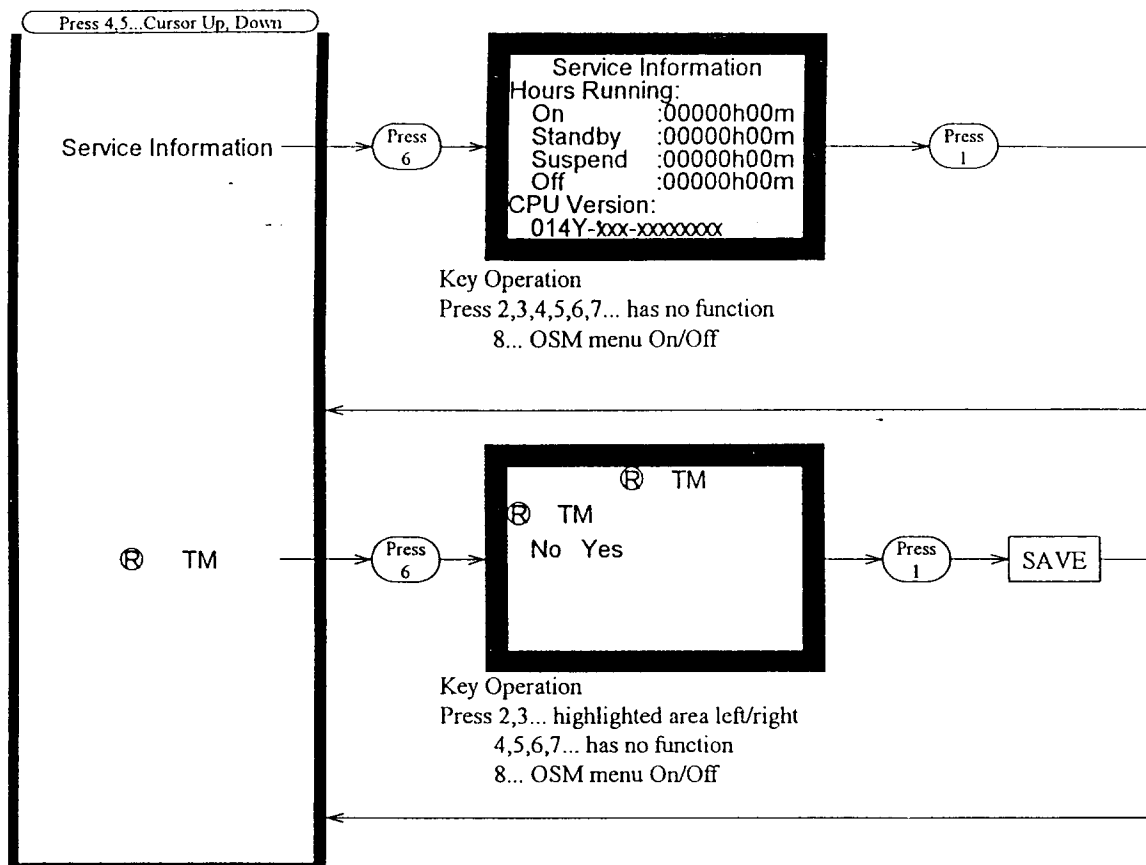 Press 4,5...Cursor Up, Down
Service Information
Press
6
Service Information
Hours Running:
On :00000h00m
Standby :00000h00m
Suspend :00000h00m
Off :00000h00m
CPU Version:
014Y-xxx-xxxxxxxx
Press
1
Key Operation
Press 2,3,4,5,6,7... has no function
8... OSM menu On/Off
® TM
Press
6
® TM
® TM
No Yes
Press
1
SAVE
Key Operation
Press 2,3... highlighted area left/right
4,5,6,7... has no function
8... OSM menu On/Off